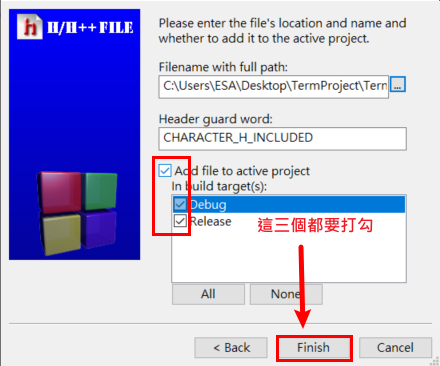 H/H++ FILE
Please enter the file's location and name and
whether to add it to the active project.
Filename with full path:
C:\Users\ESA\Desktop\TermProject\Tern
...
Header guard word:
CHARACTER_H_INCLUDED
Add file to active project
In build target(s):
Debug
Release
這三個都要打勾
All
None
< Back
Finish
Cancel